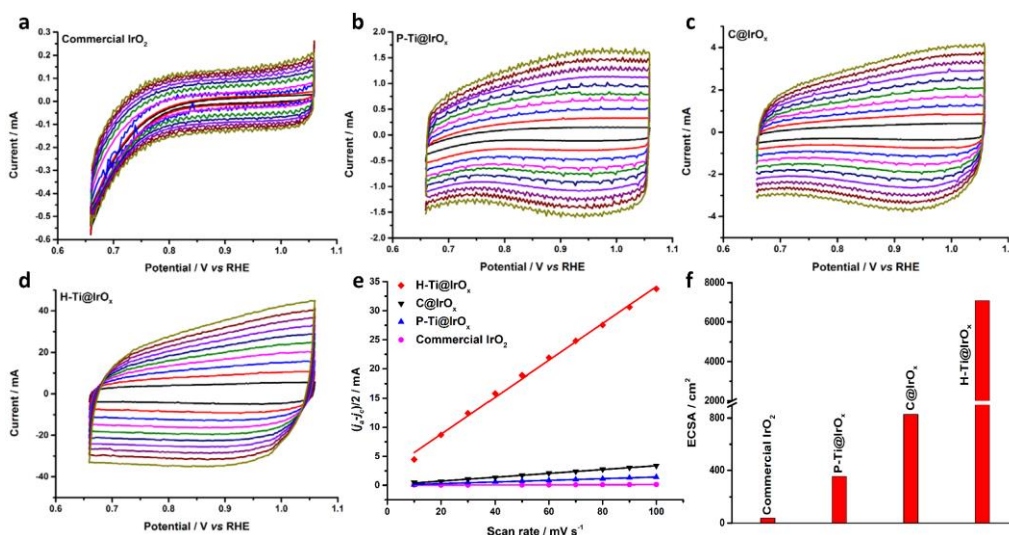 a
Commercial IrO₂
0.3
0.2
0.1
0.0
-0.1
-0.2
-0.3
-0.4
-0.5
-0.6
0.6 0.7 0.8 0.9 1.0 1.1
Current / mA
Potential / V vs RHE
b
P-Ti@IrOₓ
2.0
1.5
1.0
0.5
0.0
-0.5
-1.0
-1.5
-2.0
0.6 0.7 0.8 0.9 1.0 1.1
Current / mA
Potential / V vs RHE
c
C@IrOₓ
4
2
0
-2
-4
0.6 0.7 0.8 0.9 1.0 1.1
Current / mA
Potential / V vs RHE
d
H-Ti@IrOₓ
40
20
0
-20
-40
0.6 0.7 0.8 0.9 1.0 1.1
Current / mA
Potential / V vs RHE
e
H-Ti@IrOₓ
C@IrOₓ
P-Ti@IrOₓ
Commercial IrO₂
35
30
25
20
15
10
5
0
10 20 30 40 50 60 70 80 90 100
(jₐ-j꜀)/2 / mA
Scan rate / mV s⁻¹
f
8000
7000
6000
5000
4000
3000
2000
800
400
0
ECSA / cm²
Commercial IrO₂
P-Ti@IrOₓ
C@IrOₓ
H-Ti@IrOₓ